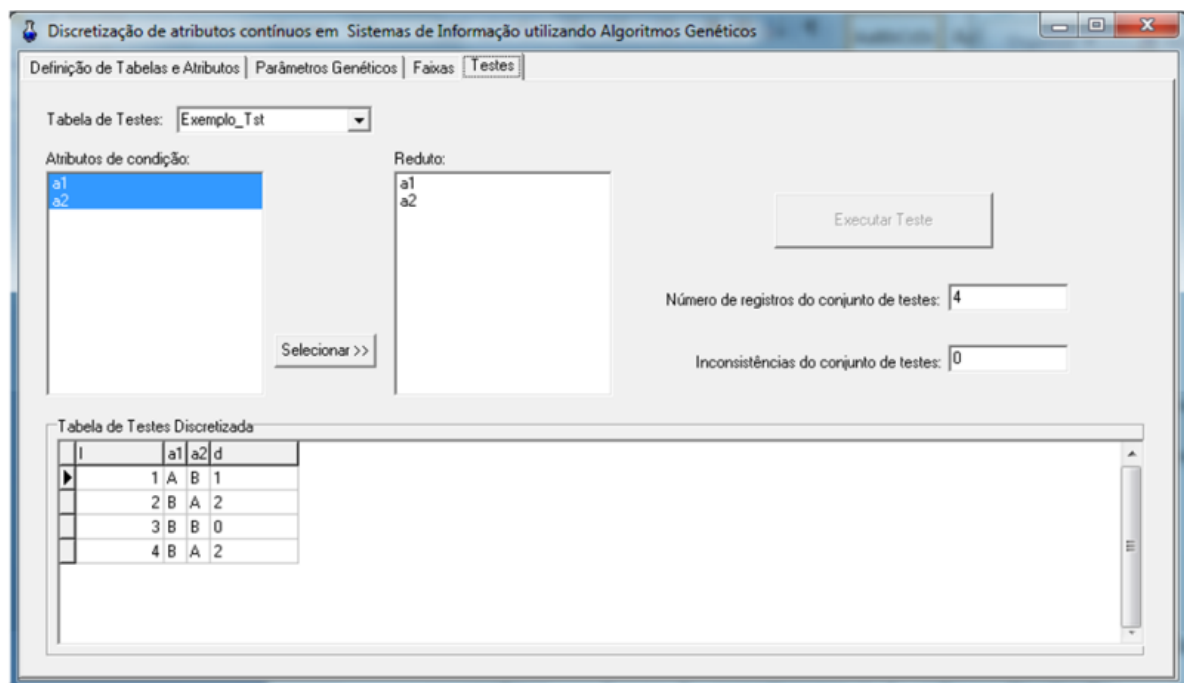 Discretização de atributos contínuos em Sistemas de Informação utilizando Algoritmos Genéticos
Definição de Tabelas e Atributos | Parâmetros Genéticos | Faixas | Testes
Tabela de Testes: Exemplo_Tst
Atributos de condição:
a1
a2
Selecionar >>
Reduto:
a1
a2
Executar Teste
Número de registros do conjunto de testes: 4
Inconsistências do conjunto de testes: 0
Tabela de Testes Discretizada
I a1 a2 d
1 A B 1
2 B A 2
3 B B 0
4 B A 2